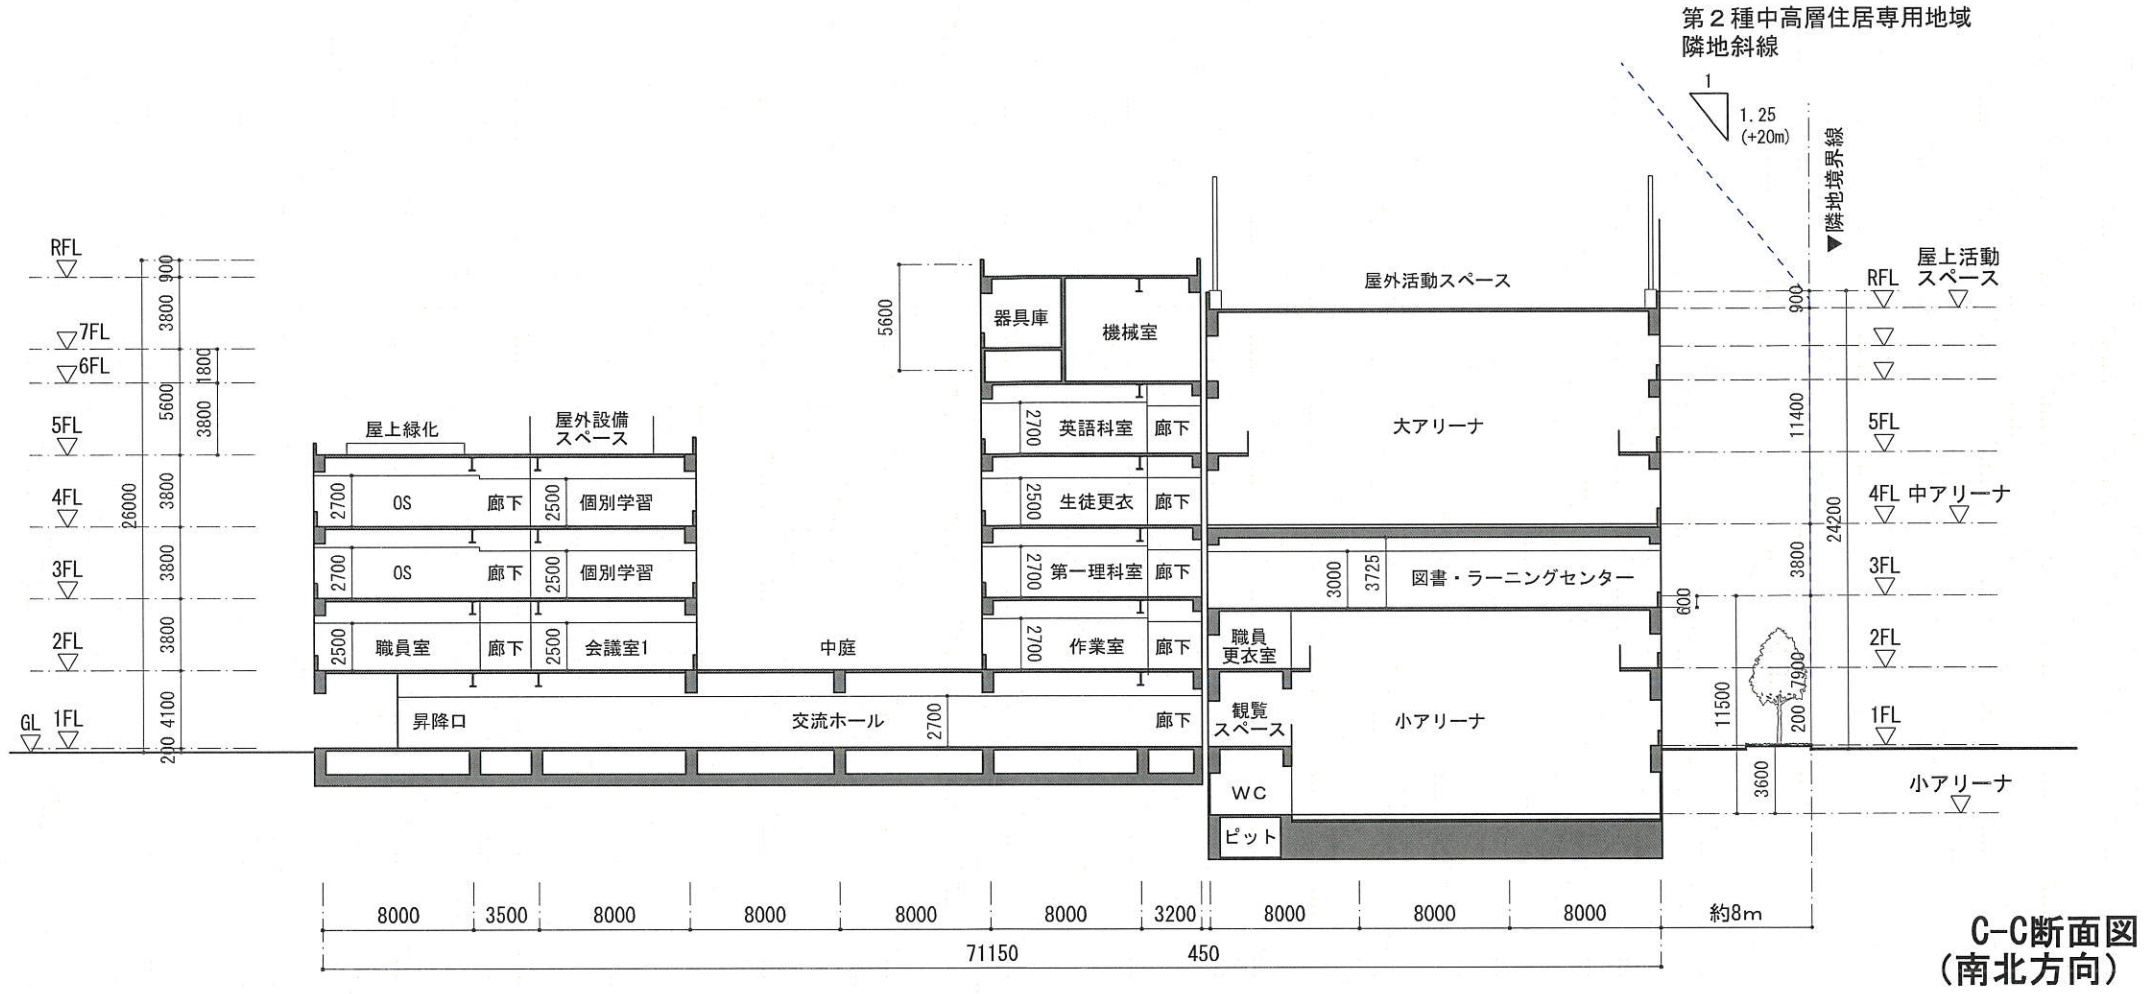 第２種中高層住居専用地域
隣地斜線
1
1.25
(+20m)
▼隣地境界線
RFL
7FL
6FL
5FL
4FL
3FL
2FL
GL
1FL
26000
900
3800
5600
3800
3800
3800
4100
200
1800
3800
屋上緑化
屋外設備
スペース
2700
OS
廊下
2500
個別学習
2700
OS
廊下
2500
個別学習
2500
職員室
廊下
2500
会議室1
中庭
昇降口
交流ホール
2700
廊下
5600
器具庫
機械室
2700
英語科室
廊下
2500
生徒更衣
廊下
2700
第一理科室
廊下
2700
作業室
廊下
屋外活動スペース
大アリーナ
3000
3725
図書・ラーニングセンター
職員
更衣室
観覧
スペース
小アリーナ
WC
ピット
RFL
屋上活動
スペース
5FL
4FL
中アリーナ
3FL
2FL
1FL
小アリーナ
900
11400
3800
7900
200
24200
600
11500
3600
8000
3500
8000
8000
8000
8000
3200
8000
8000
8000
約8m
71150
450
C-C断面図
(南北方向)